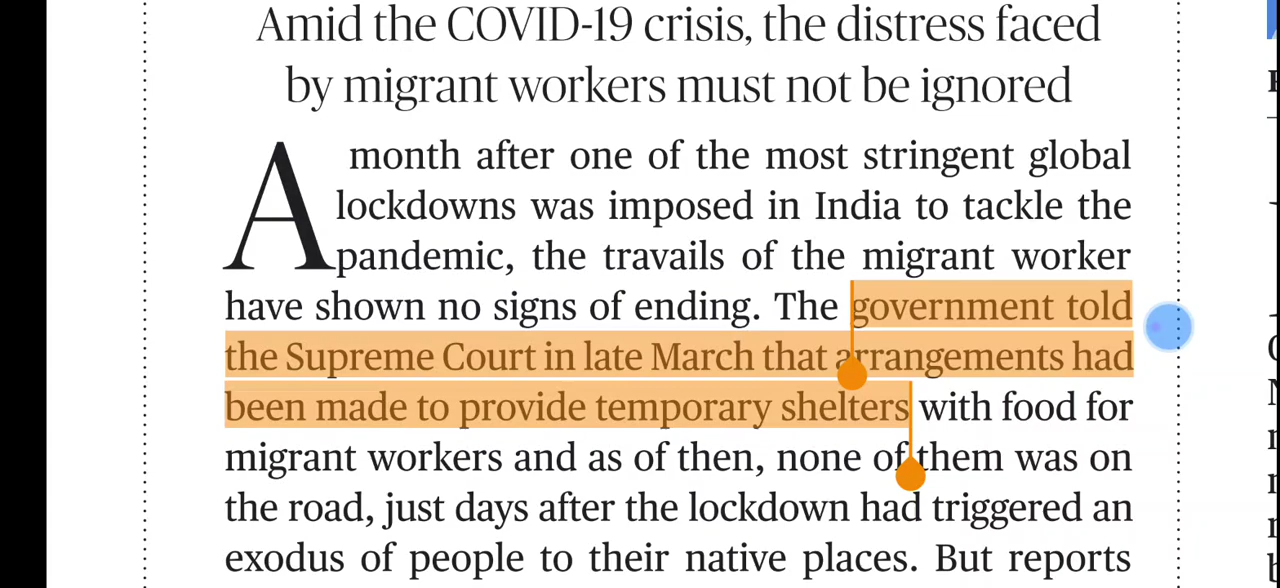 Amid the COVID-19 crisis, the distress faced
by migrant workers must not be ignored
A month after one of the most stringent global
lockdowns was imposed in India to tackle the
pandemic, the travails of the migrant worker
have shown no signs of ending. The government told
the Supreme Court in late March that arrangements had
been made to provide temporary shelters with food for
migrant workers and as of then, none of them was on
the road, just days after the lockdown had triggered an
exodus of people to their native places. But reports